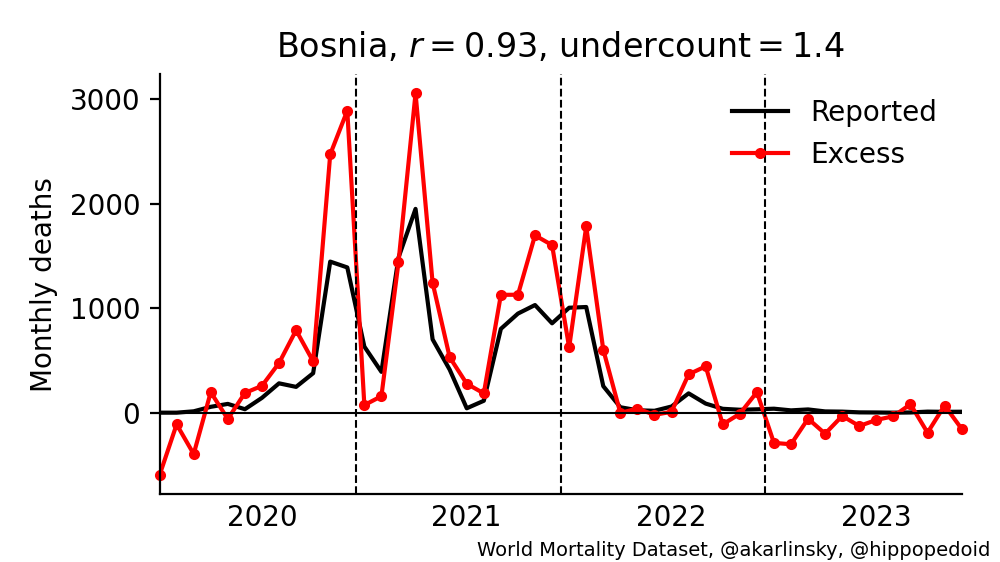 Bosnia, r = 0.93, undercount = 1.4
3000
2000
1000
0
Monthly deaths
Reported
Excess
2020 2021 2022 2023
World Mortality Dataset, @akarlinsky, @hippopedoid